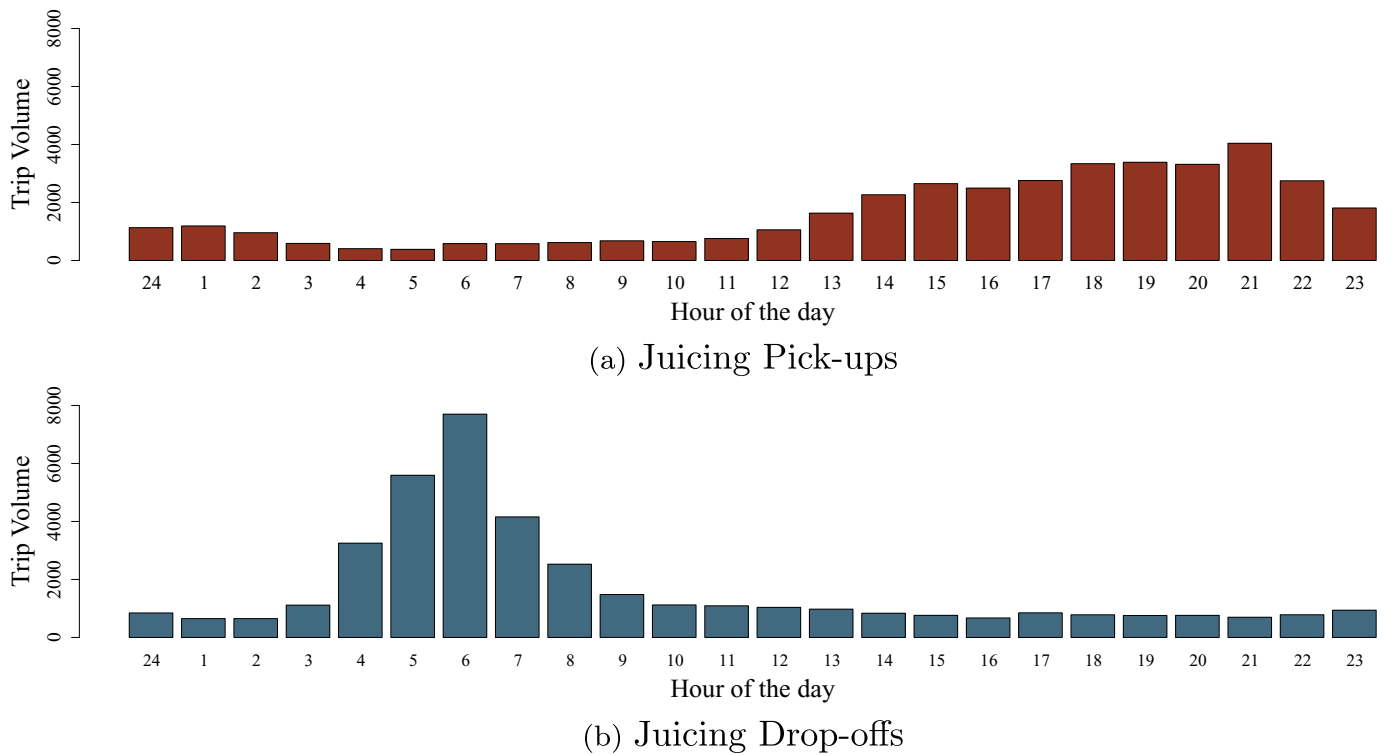 8000
6000
4000
2000
0
Trip Volume
24 1 2 3 4 5 6 7 8 9 10 11 12 13 14 15 16 17 18 19 20 21 22 23
Hour of the day
(a) Juicing Pick-ups
8000
6000
4000
2000
0
Trip Volume
24 1 2 3 4 5 6 7 8 9 10 11 12 13 14 15 16 17 18 19 20 21 22 23
Hour of the day
(b) Juicing Drop-offs